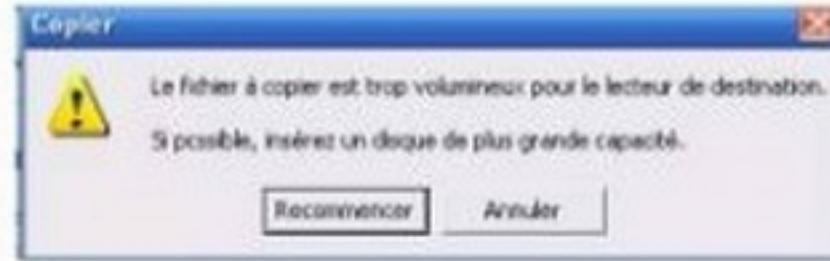 Copier
Le fichier à copier est trop volumineux pour le lecteur de destination.
Si possible, insérez un disque de plus grande capacité.
Recommencer
Annuler